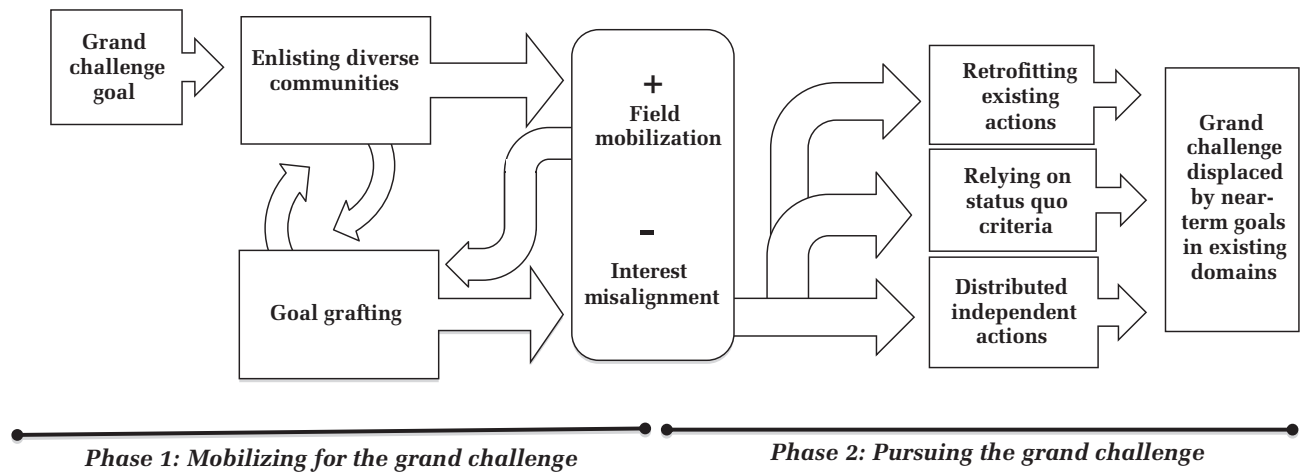 Grand
challenge
goal
Enlisting diverse
communities
Goal grafting
+
Field
mobilization
-
Interest
misalignment
Retrofitting
existing
actions
Relying on
status quo
criteria
Distributed
independent
actions
Grand
challenge
displaced
by near-
term goals
in existing
domains
Phase 1: Mobilizing for the grand challenge
Phase 2: Pursuing the grand challenge